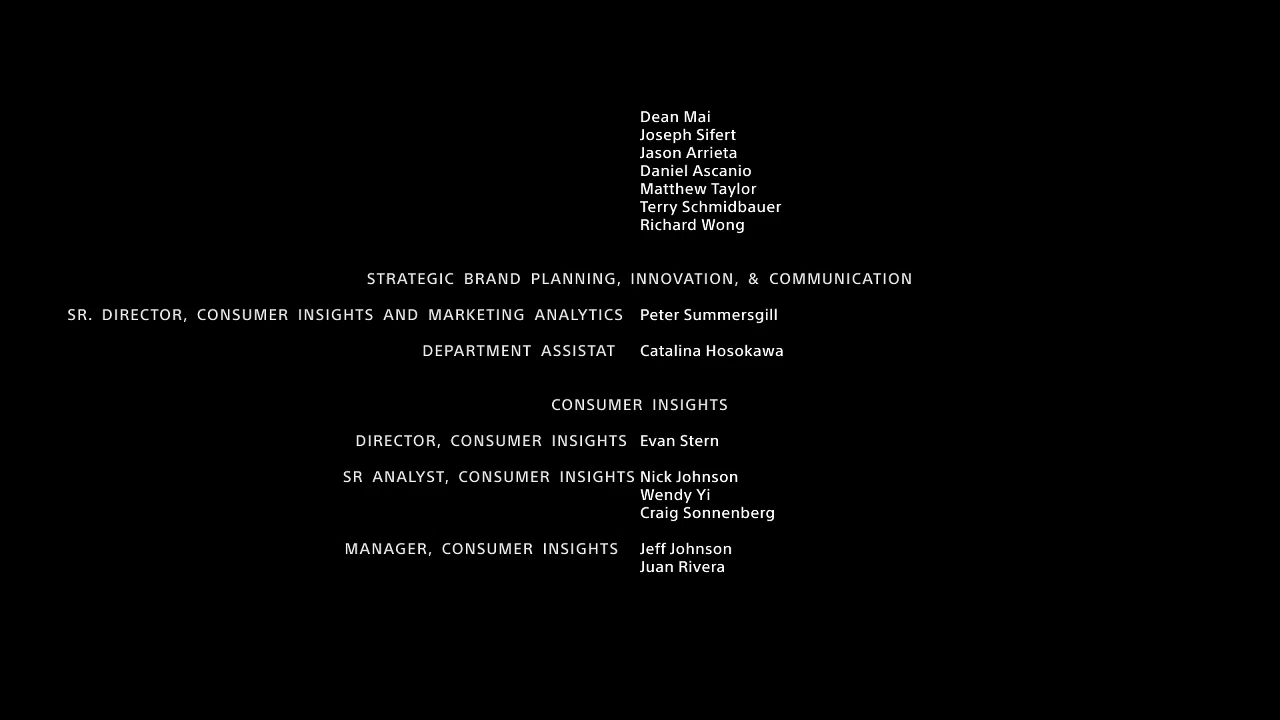 Dean Mai
Joseph Sifert
Jason Arrieta
Daniel Ascanio
Matthew Taylor
Terry Schmidbauer
Richard Wong
STRATEGIC BRAND PLANNING, INNOVATION, & COMMUNICATION
SR. DIRECTOR, CONSUMER INSIGHTS AND MARKETING ANALYTICS Peter Summersgill
DEPARTMENT ASSISTAT Catalina Hosokawa
CONSUMER INSIGHTS
DIRECTOR, CONSUMER INSIGHTS Evan Stern
SR ANALYST, CONSUMER INSIGHTS Nick Johnson
Wendy Yi
Craig Sonnenberg
MANAGER, CONSUMER INSIGHTS Jeff Johnson
Juan Rivera